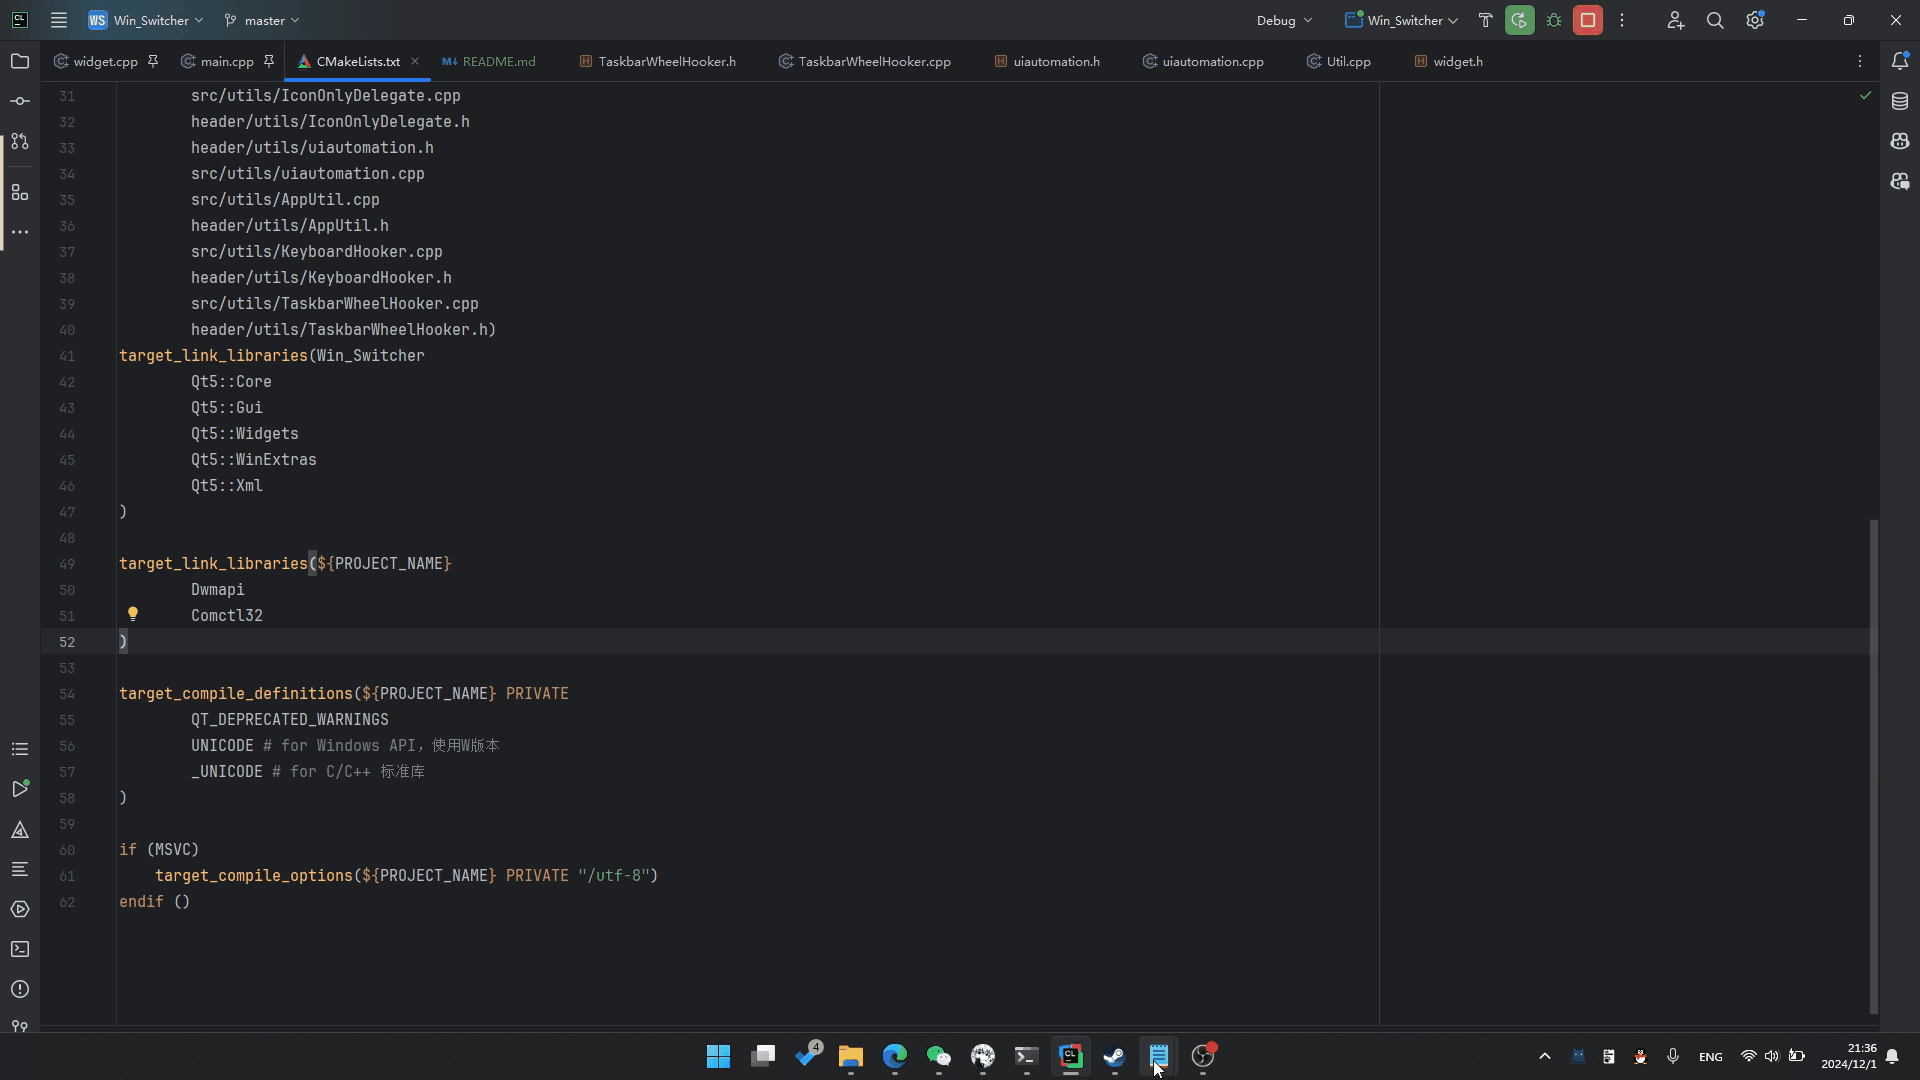 WS Win_Switcher master Debug Win_Switcher
widget.cpp main.cpp CMakeLists.txt README.md TaskbarWheelHooker.h TaskbarWheelHooker.cpp uiautomation.h uiautomation.cpp Util.cpp widget.h
31 src/utils/IconOnlyDelegate.cpp
32 header/utils/IconOnlyDelegate.h
33 header/utils/uiautomation.h
34 src/utils/uiautomation.cpp
35 src/utils/AppUtil.cpp
36 header/utils/AppUtil.h
37 src/utils/KeyboardHooker.cpp
38 header/utils/KeyboardHooker.h
39 src/utils/TaskbarWheelHooker.cpp
40 header/utils/TaskbarWheelHooker.h)
41 target_link_libraries(Win_Switcher
42 Qt5::Core
43 Qt5::Gui
44 Qt5::Widgets
45 Qt5::WinExtras
46 Qt5::Xml
47 )
48
49 target_link_libraries(${PROJECT_NAME}
50 Dwmapi
51 Comctl32
52 )
53
54 target_compile_definitions(${PROJECT_NAME} PRIVATE
55 QT_DEPRECATED_WARNINGS
56 UNICODE # for Windows API，使用W版本
57 _UNICODE # for C/C++ 标准库
58 )
59
60 if (MSVC)
61 target_compile_options(${PROJECT_NAME} PRIVATE "/utf-8")
62 endif ()
4 CL ENG 21:36
2024/12/1